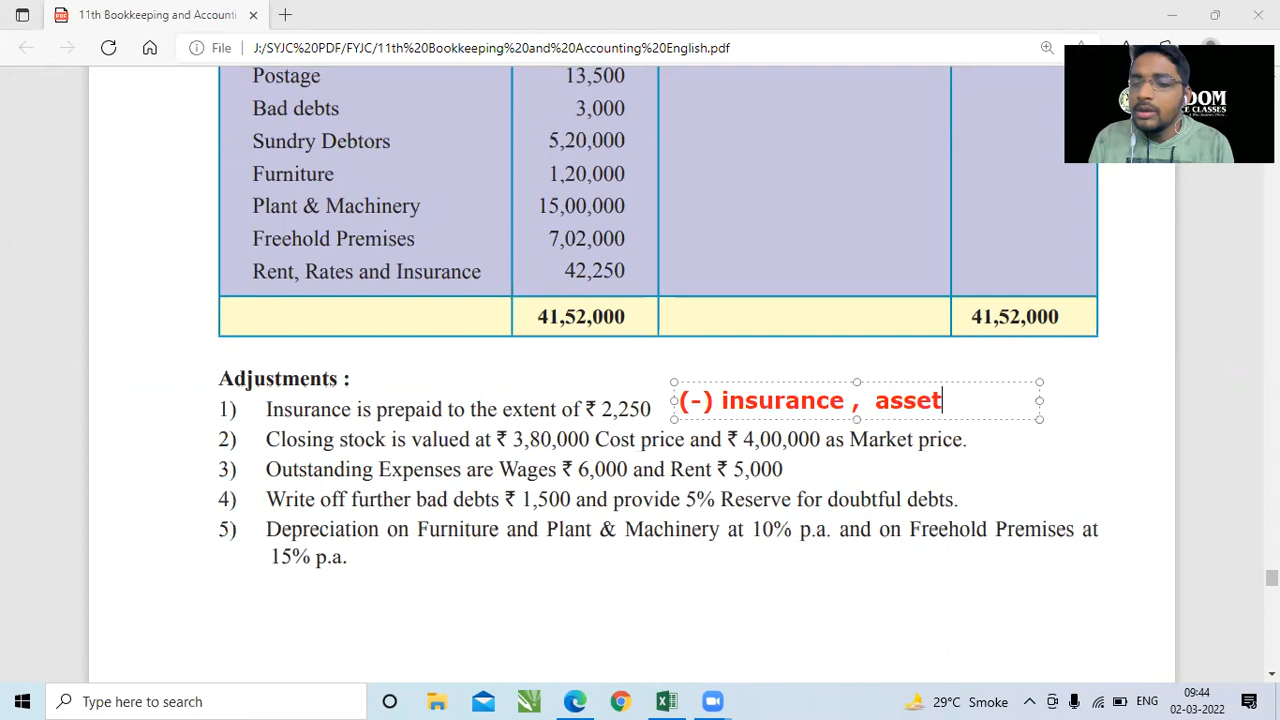 11th Bookkeeping and Accounti
File J:/SYJC%20PDF/FYJC/11th%20Bookkeeping%20and%20Accounting%20English.pdf
Postage 13,500
Bad debts 3,000
Sundry Debtors 5,20,000
Furniture 1,20,000
Plant & Machinery 15,00,000
Freehold Premises 7,02,000
Rent, Rates and Insurance 42,250
41,52,000 41,52,000
Adjustments :
1) Insurance is prepaid to the extent of ₹ 2,250 (-) insurance , asset
2) Closing stock is valued at ₹ 3,80,000 Cost price and ₹ 4,00,000 as Market price.
3) Outstanding Expenses are Wages ₹ 6,000 and Rent ₹ 5,000
4) Write off further bad debts ₹ 1,500 and provide 5% Reserve for doubtful debts.
5) Depreciation on Furniture and Plant & Machinery at 10% p.a. and on Freehold Premises at
15% p.a.
Type here to search
29°C Smoke
ENG
09:44
02-03-2022